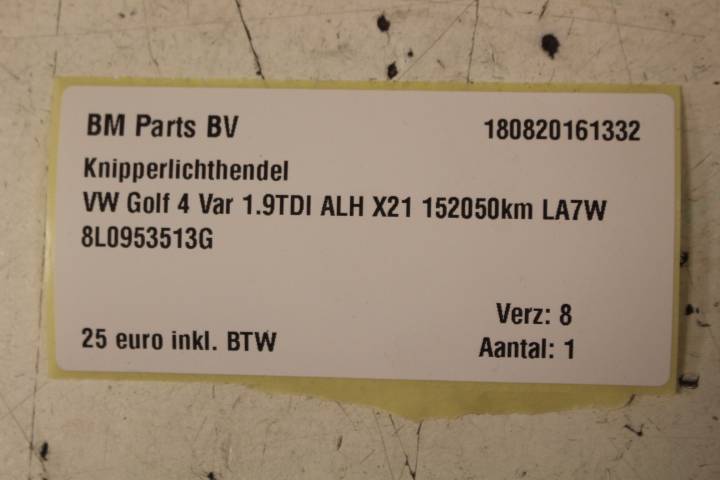 BM Parts BV 180820161332
Knipperlichthendel
VW Golf 4 Var 1.9TDI ALH X21 152050km LA7W
8L0953513G
Verz: 8
25 euro inkl. BTW Aantal: 1